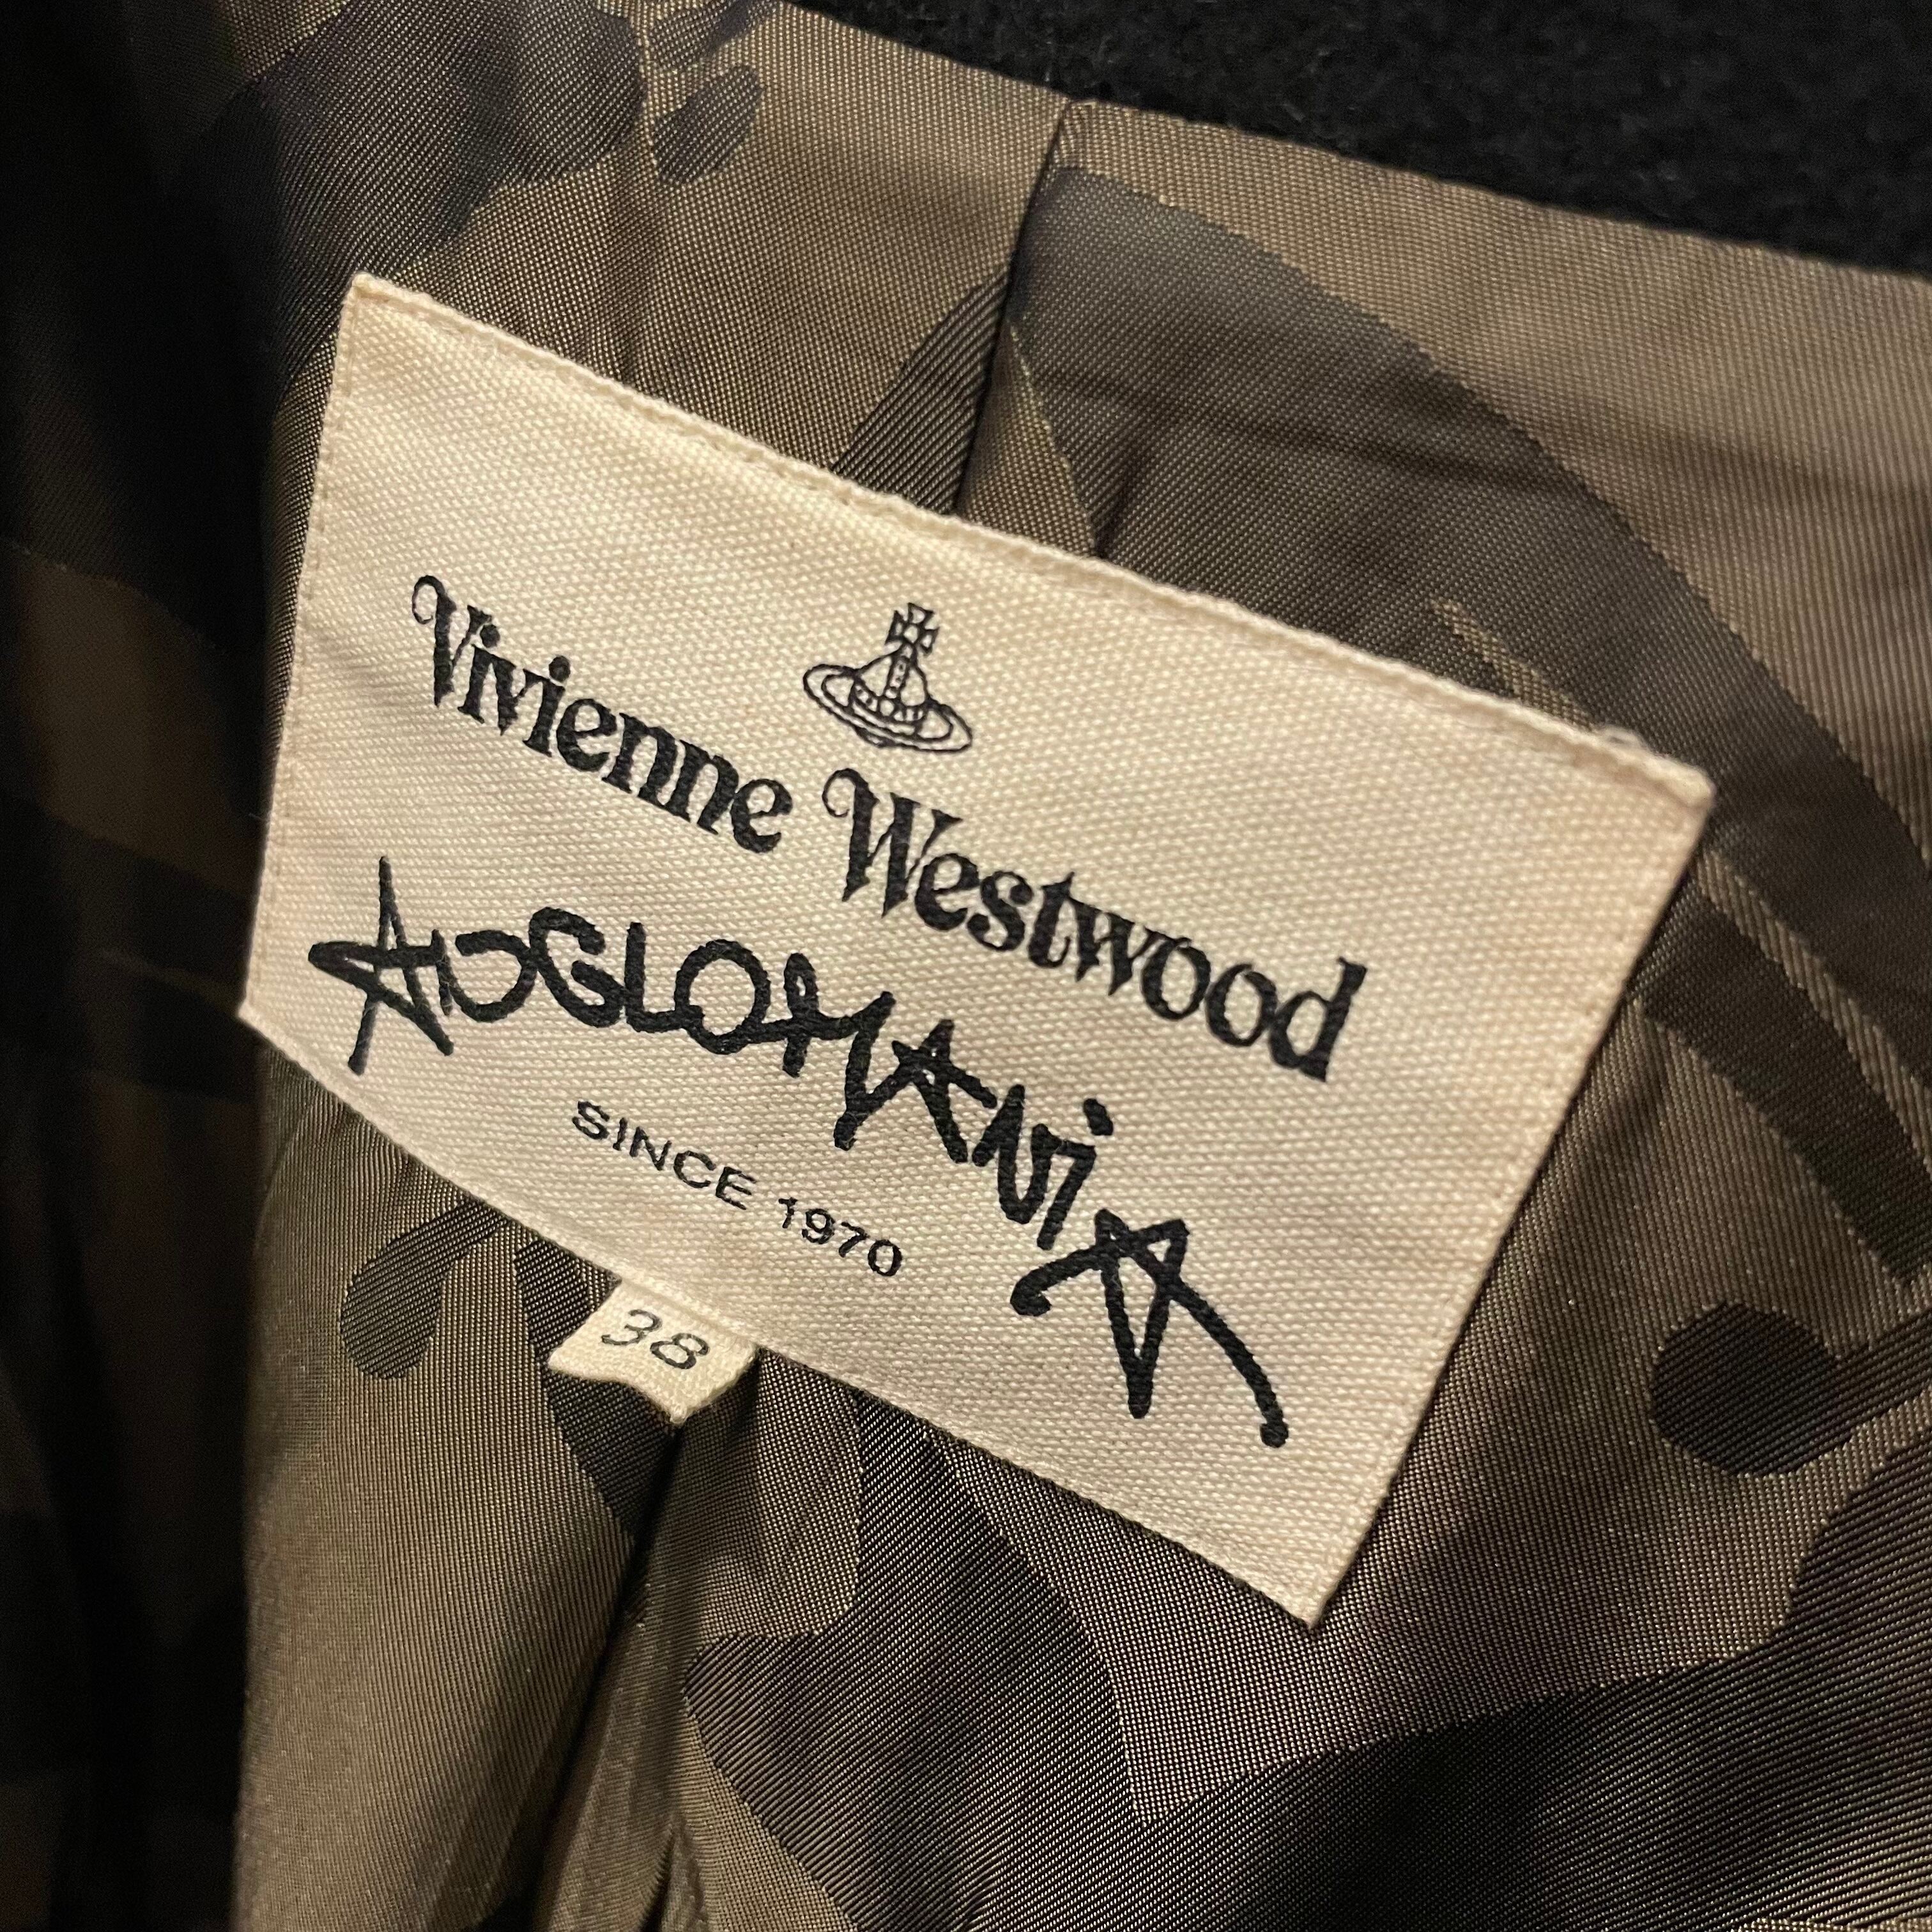 Vivienne Westwood
ANGLOMANiA
SINCE 1970
38